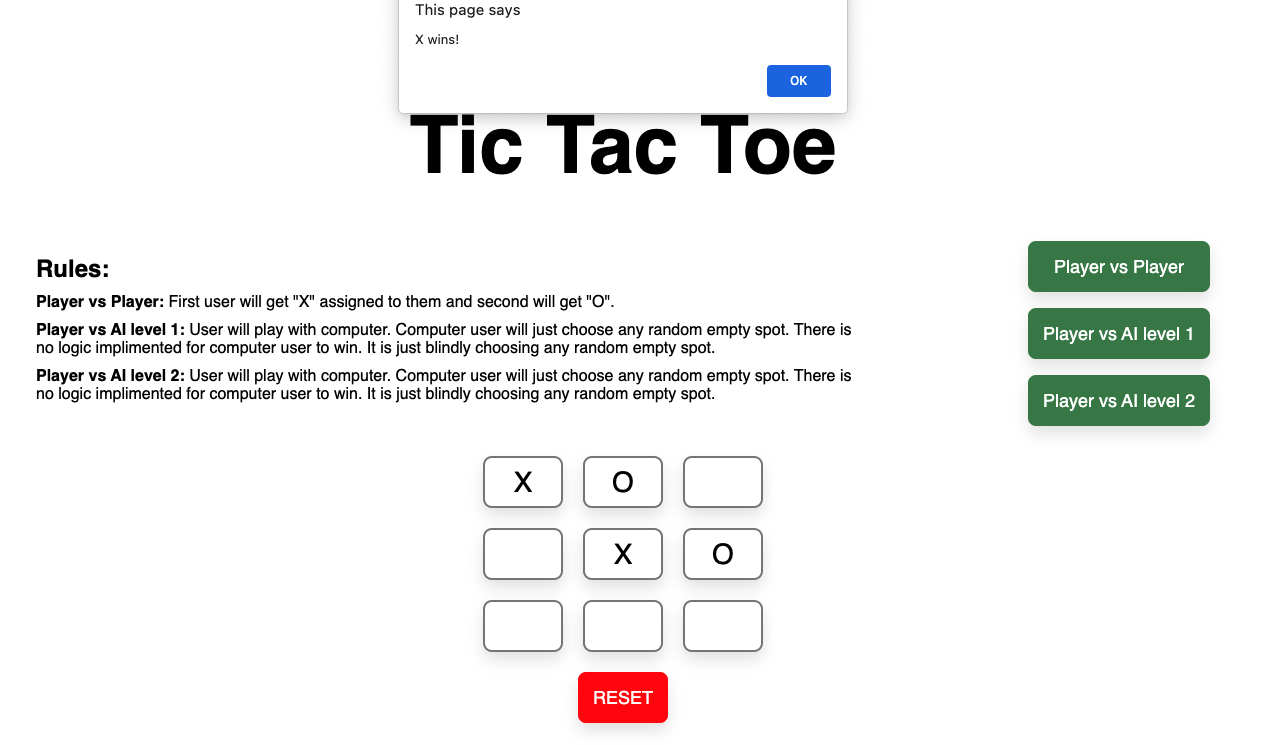 This page says
X wins!
OK
Tic Tac Toe
Rules:
Player vs Player: First user will get "X" assigned to them and second will get "O".
Player vs AI level 1: User will play with computer. Computer user will just choose any random empty spot. There is
no logic implimented for computer user to win. It is just blindly choosing any random empty spot.
Player vs AI level 2: User will play with computer. Computer user will just choose any random empty spot. There is
no logic implimented for computer user to win. It is just blindly choosing any random empty spot.
Player vs Player
Player vs AI level 1
Player vs AI level 2
X O
X O
RESET